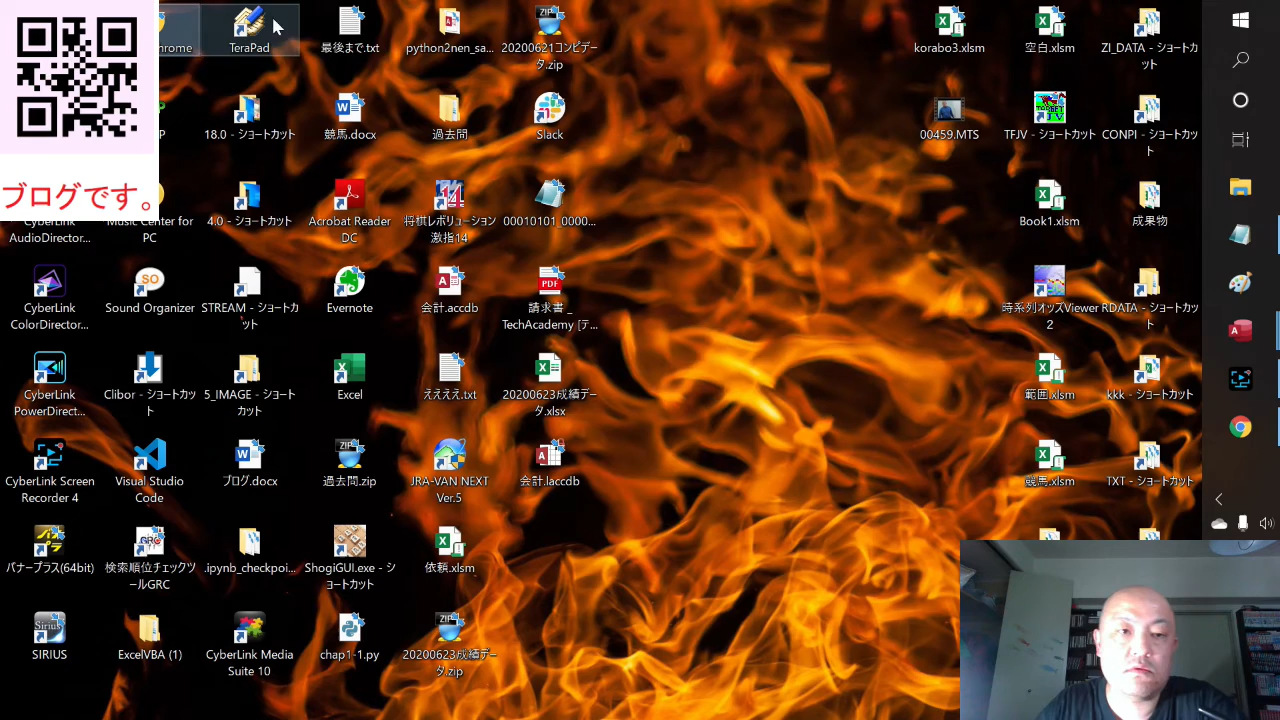 hrome
TeraPad
最後まで.txt
python2nen_sa...
20200621コンピデー
タ.zip
korabo3.xlsm
空白.xlsm
ZI_DATA - ショートカ
ット
P
18.0 - ショートカット
競馬.docx
過去問
Slack
00459.MTS
TFJV - ショートカット
CONPI - ショートカッ
ト
ブログです。
CyberLink
AudioDirector...
Music Center for
PC
4.0 - ショートカット
Acrobat Reader
DC
将棋レボリューション
激指14
00010101_0000...
Book1.xlsm
成果物
CyberLink
ColorDirector...
Sound Organizer
STREAM - ショートカ
ット
Evernote
会計.accdb
請求書 _
TechAcademy [テ...
時系列オッズViewer
2
RDATA - ショートカッ
ト
CyberLink
PowerDirect...
Clibor - ショートカッ
ト
5_IMAGE - ショート
カット
Excel
ええええ.txt
20200623成績デー
タ.xlsx
範囲.xlsm
kkk - ショートカット
CyberLink Screen
Recorder 4
Visual Studio
Code
ブログ.docx
過去問.zip
JRA-VAN NEXT
Ver.5
会計.laccdb
競馬.xlsm
TXT - ショートカット
バナープラス(64bit)
検索順位チェックツ
ールGRC
.ipynb_checkpoi...
ShogiGUI.exe - シ
ョートカット
依頼.xlsm
SIRIUS
ExcelVBA (1)
CyberLink Media
Suite 10
chap1-1.py
20200623成績デー
タ.zip